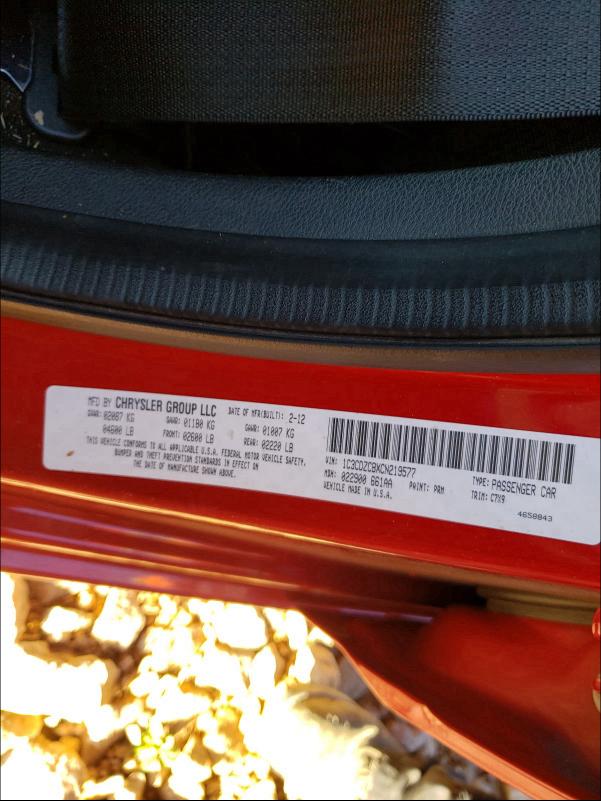 MFD BY CHRYSLER GROUP LLC DATE OF MFR(BUILT): 2-12
GVWR: 02087 KG GAWR: 01180 KG GAWR: 01007 KG
04600 LB FRONT: 02600 LB REAR: 02220 LB
THIS VEHICLE CONFORMS TO ALL APPLICABLE U.S.A. FEDERAL MOTOR VEHICLE SAFETY,
BUMPER AND THEFT PREVENTION STANDARDS IN EFFECT ON
THE DATE OF MANUFACTURE SHOWN ABOVE.
VIN: 1C3CDZCBXCN219577 TYPE: PASSENGER CAR
MDH: 022900 661AA PAINT: PRM TRIM: C7X9
VEHICLE MADE IN U.S.A.
4658843